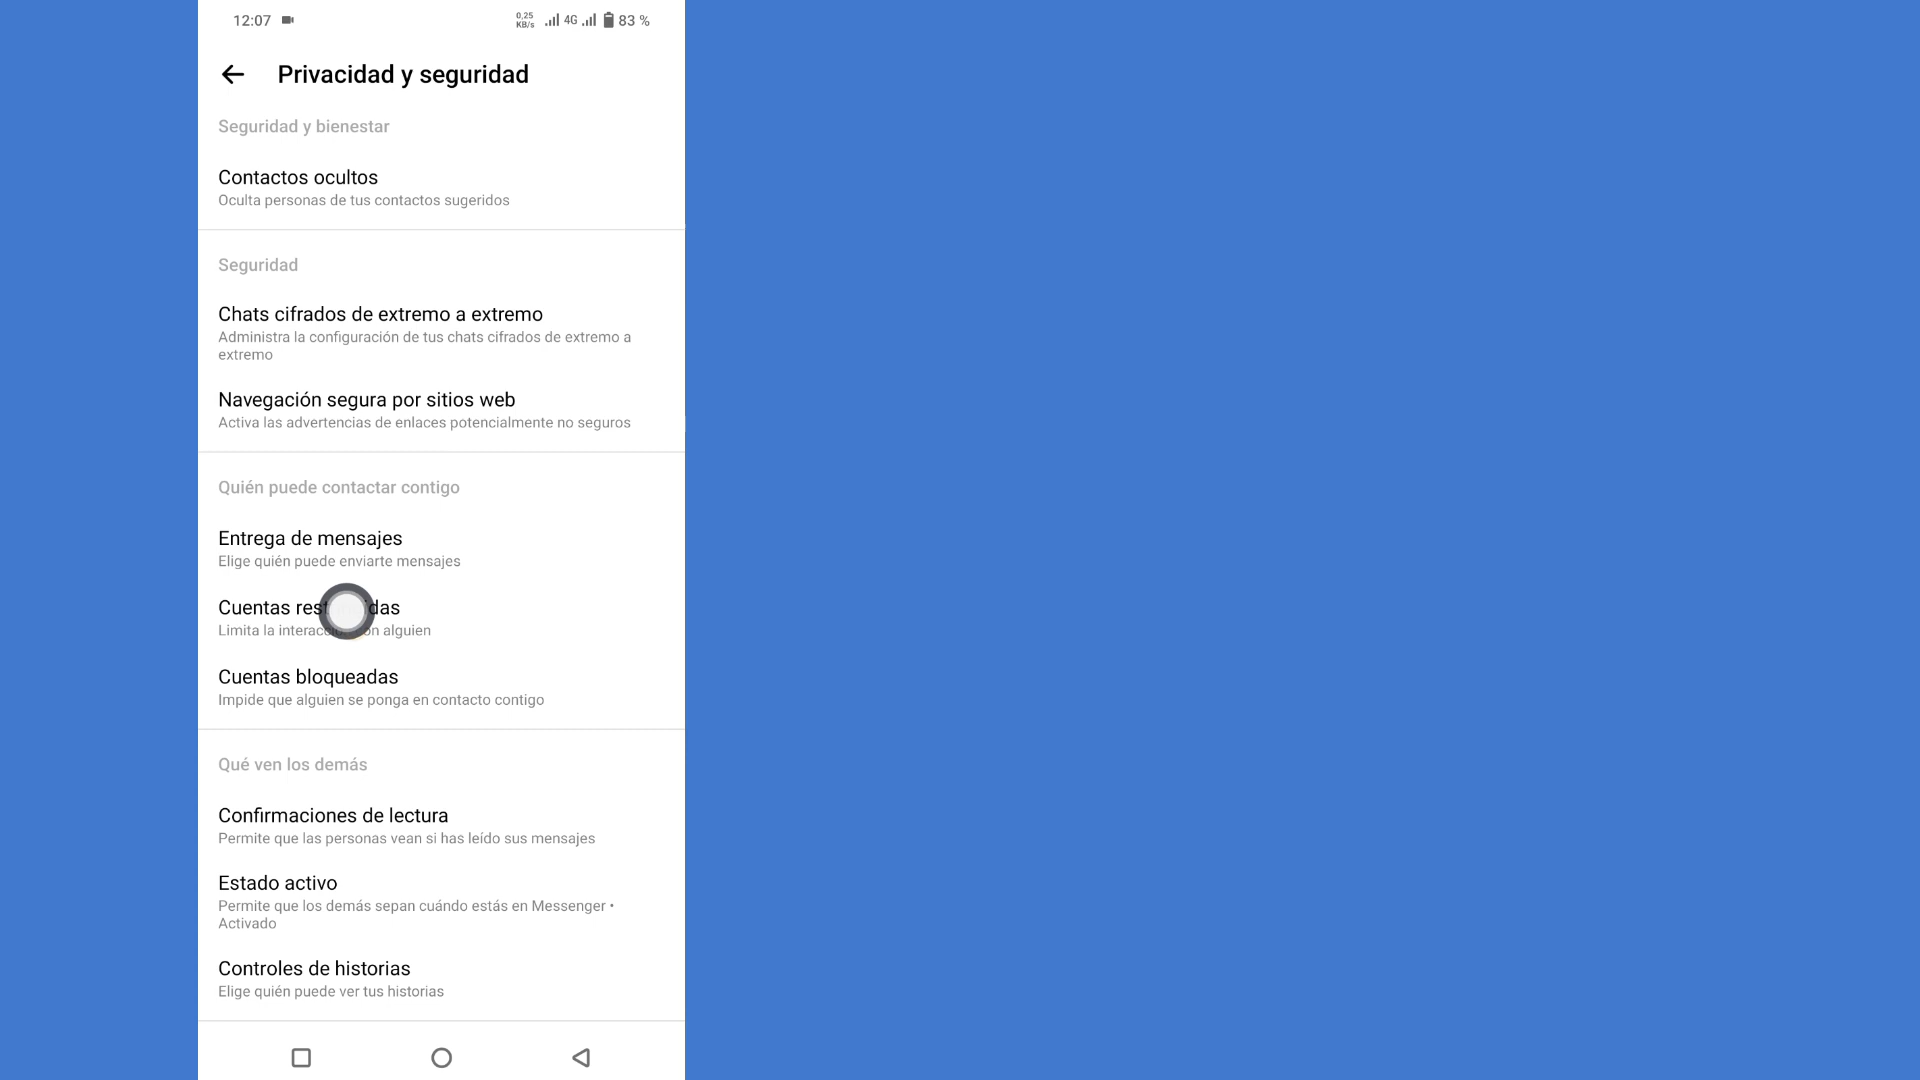 12:07
0,25
KB/s
4G
83 %
Privacidad y seguridad
Seguridad y bienestar
Contactos ocultos
Oculta personas de tus contactos sugeridos
Seguridad
Chats cifrados de extremo a extremo
Administra la configuración de tus chats cifrados de extremo a
extremo
Navegación segura por sitios web
Activa las advertencias de enlaces potencialmente no seguros
Quién puede contactar contigo
Entrega de mensajes
Elige quién puede enviarte mensajes
Cuentas
Limita la alguien
Cuentas bloqueadas
Impide que alguien se ponga en contacto contigo
Qué ven los demás
Confirmaciones de lectura
Permite que las personas vean si has leído sus mensajes
Estado activo
Permite que los demás sepan cuándo estás en Messenger •
Activado
Controles de historias
Elige quién puede ver tus historias